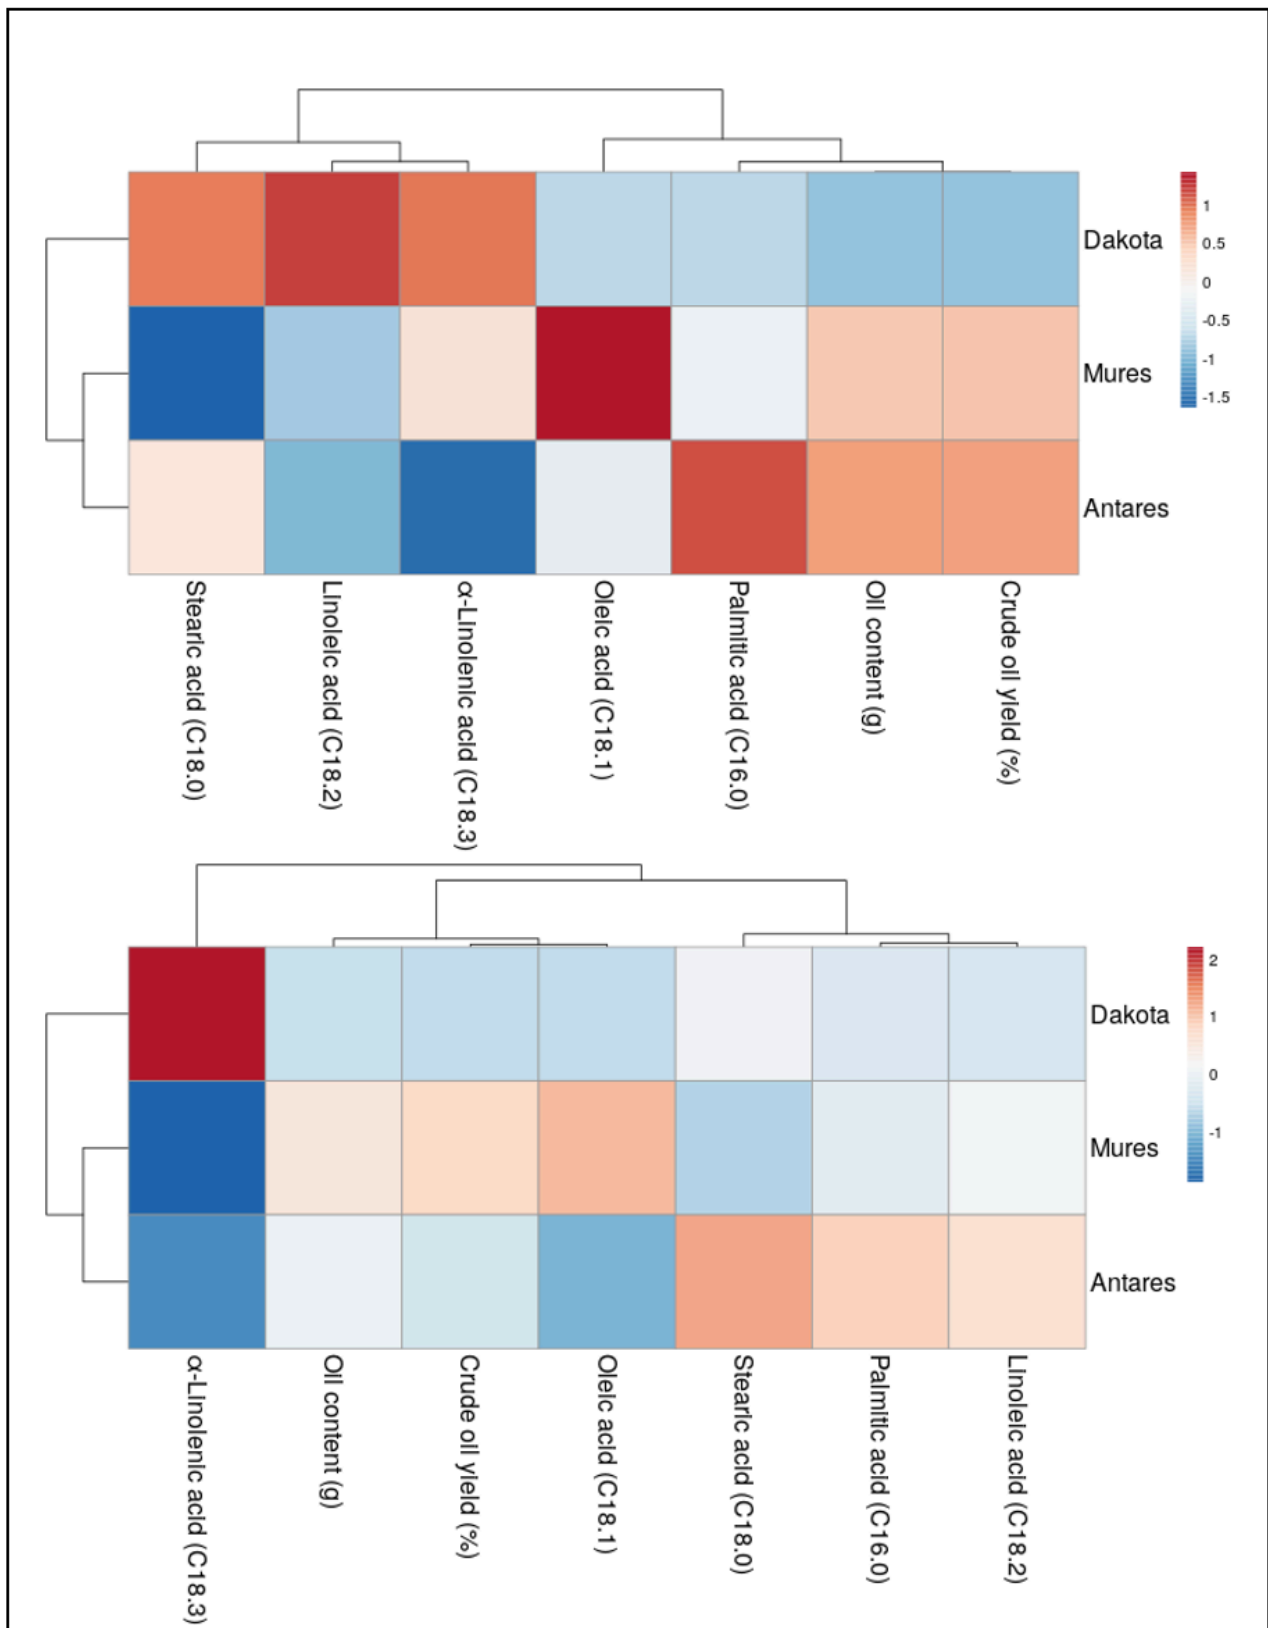 1
0.5
0
-0.5
-1
-1.5
Dakota
Mures
Antares
Stearic acid (C18.0)
Linoleic acid (C18.2)
α-Linolenic acid (C18.3)
Oleic acid (C18.1)
Palmitic acid (C16.0)
Oil content (g)
Crude oil yield (%)
2
1
0
-1
Dakota
Mures
Antares
α-Linolenic acid (C18.3)
Oil content (g)
Crude oil yield (%)
Oleic acid (C18.1)
Stearic acid (C18.0)
Palmitic acid (C16.0)
Linoleic acid (C18.2)